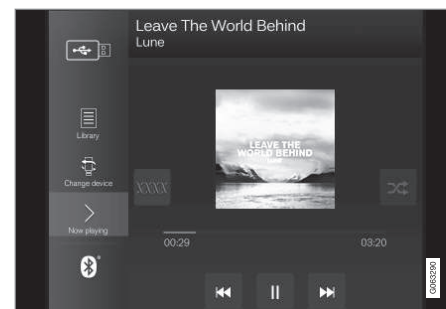 Leave The World Behind
Lune
Library
Change device
Now playing
XXXX
LEAVE THE
WORLD BEHIND
LUNE
00:29
03:20
G063290